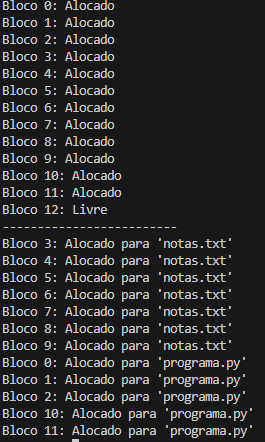 Bloco 0: Alocado
Bloco 1: Alocado
Bloco 2: Alocado
Bloco 3: Alocado
Bloco 4: Alocado
Bloco 5: Alocado
Bloco 6: Alocado
Bloco 7: Alocado
Bloco 8: Alocado
Bloco 9: Alocado
Bloco 10: Alocado
Bloco 11: Alocado
Bloco 12: Livre
-------------------------
Bloco 3: Alocado para 'notas.txt'
Bloco 4: Alocado para 'notas.txt'
Bloco 5: Alocado para 'notas.txt'
Bloco 6: Alocado para 'notas.txt'
Bloco 7: Alocado para 'notas.txt'
Bloco 8: Alocado para 'notas.txt'
Bloco 9: Alocado para 'notas.txt'
Bloco 0: Alocado para 'programa.py'
Bloco 1: Alocado para 'programa.py'
Bloco 2: Alocado para 'programa.py'
Bloco 10: Alocado para 'programa.py'
Bloco 11: Alocado para 'programa.py'